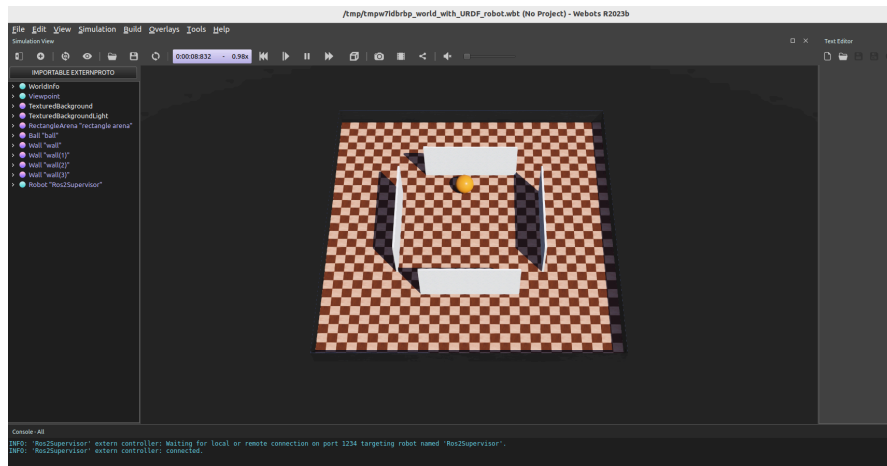 /tmp/tmpw7idbrbp_world_with_URDF_robot.wbt (No Project) - Webots R2023b
File Edit View Simulation Build Overlays Tools Help
Simulation View
Text Editor
0:00:08:832 - 0.98x
IMPORTABLE EXTERNPROTO
WorldInfo
Viewpoint
TexturedBackground
TexturedBackgroundLight
RectangleArena "rectangle arena"
Ball "ball"
Wall "wall"
Wall "wall(1)"
Wall "wall(2)"
Wall "wall(3)"
Robot "Ros2Supervisor"
Console - All
INFO: 'Ros2Supervisor' extern controller: Waiting for local or remote connection on port 1234 targeting robot named 'Ros2Supervisor'.
INFO: 'Ros2Supervisor' extern controller: connected.